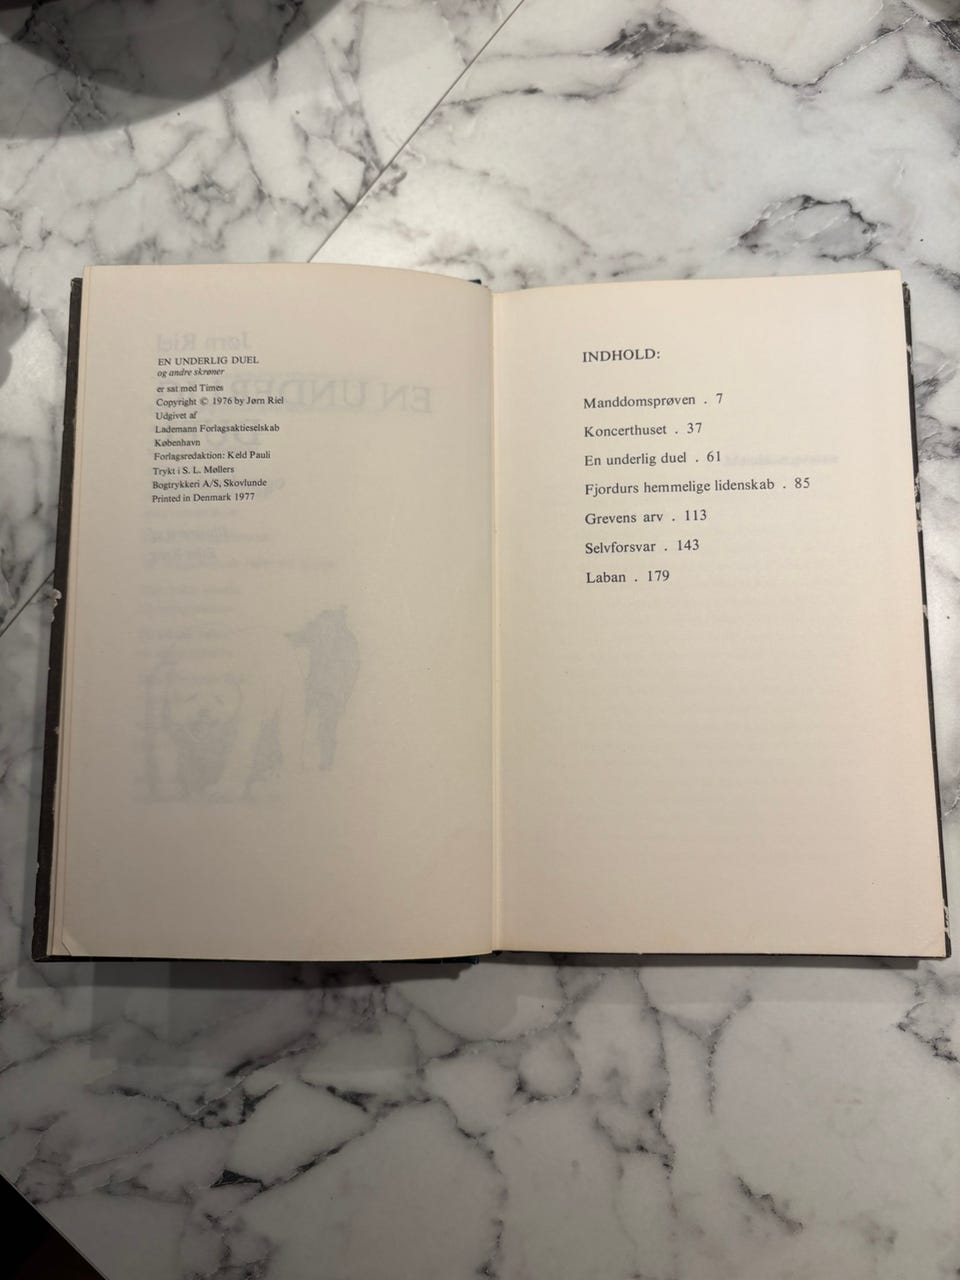 EN UNDERLIG DUEL
og andre skrøner
er sat med Times
Copyright © 1976 by Jørn Riel
Udgivet af
Lademann Forlagsaktieselskab
København
Forlagsredaktion: Keld Pauli
Trykt i S. L. Møllers
Bogtrykkeri A/S, Skovlunde
Printed in Denmark 1977
INDHOLD:
Manddomsprøven . 7
Koncerthuset . 37
En underlig duel . 61
Fjordurs hemmelige lidenskab . 85
Grevens arv . 113
Selvforsvar . 143
Laban . 179